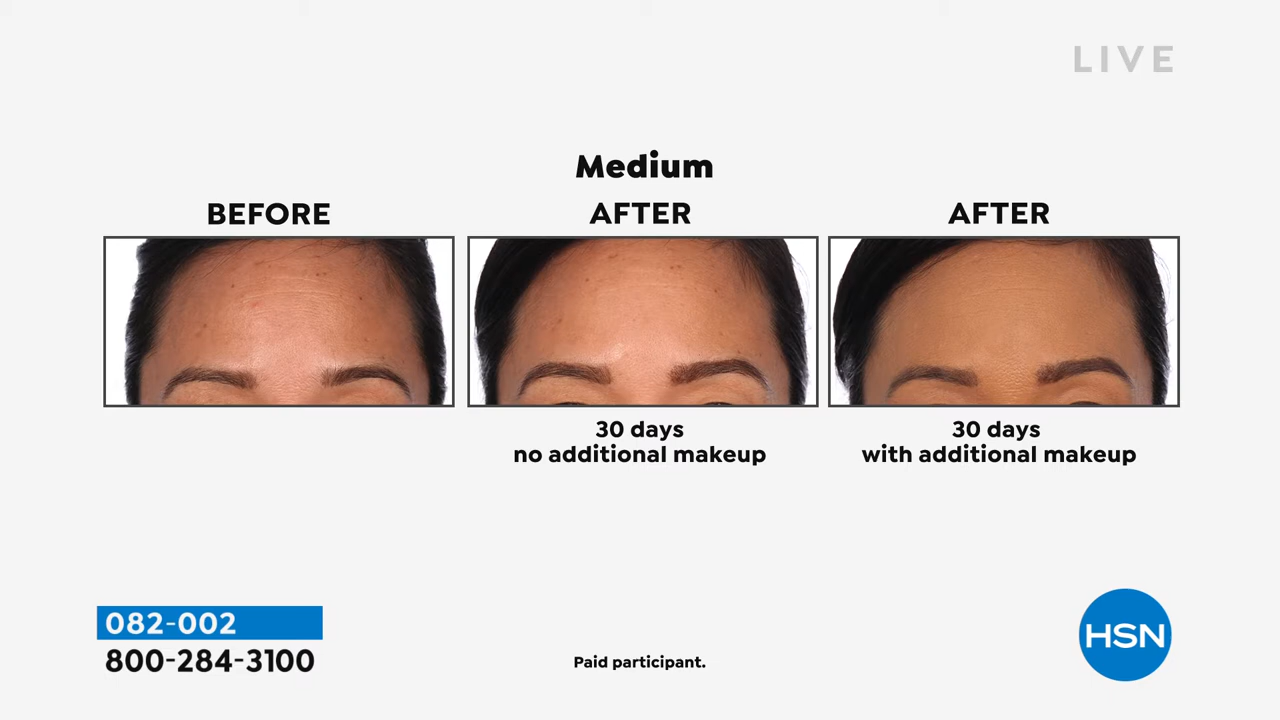 LIVE
Medium
BEFORE
AFTER
AFTER
30 days
no additional makeup
30 days
with additional makeup
082-002
800-284-3100
Paid participant.
HSN